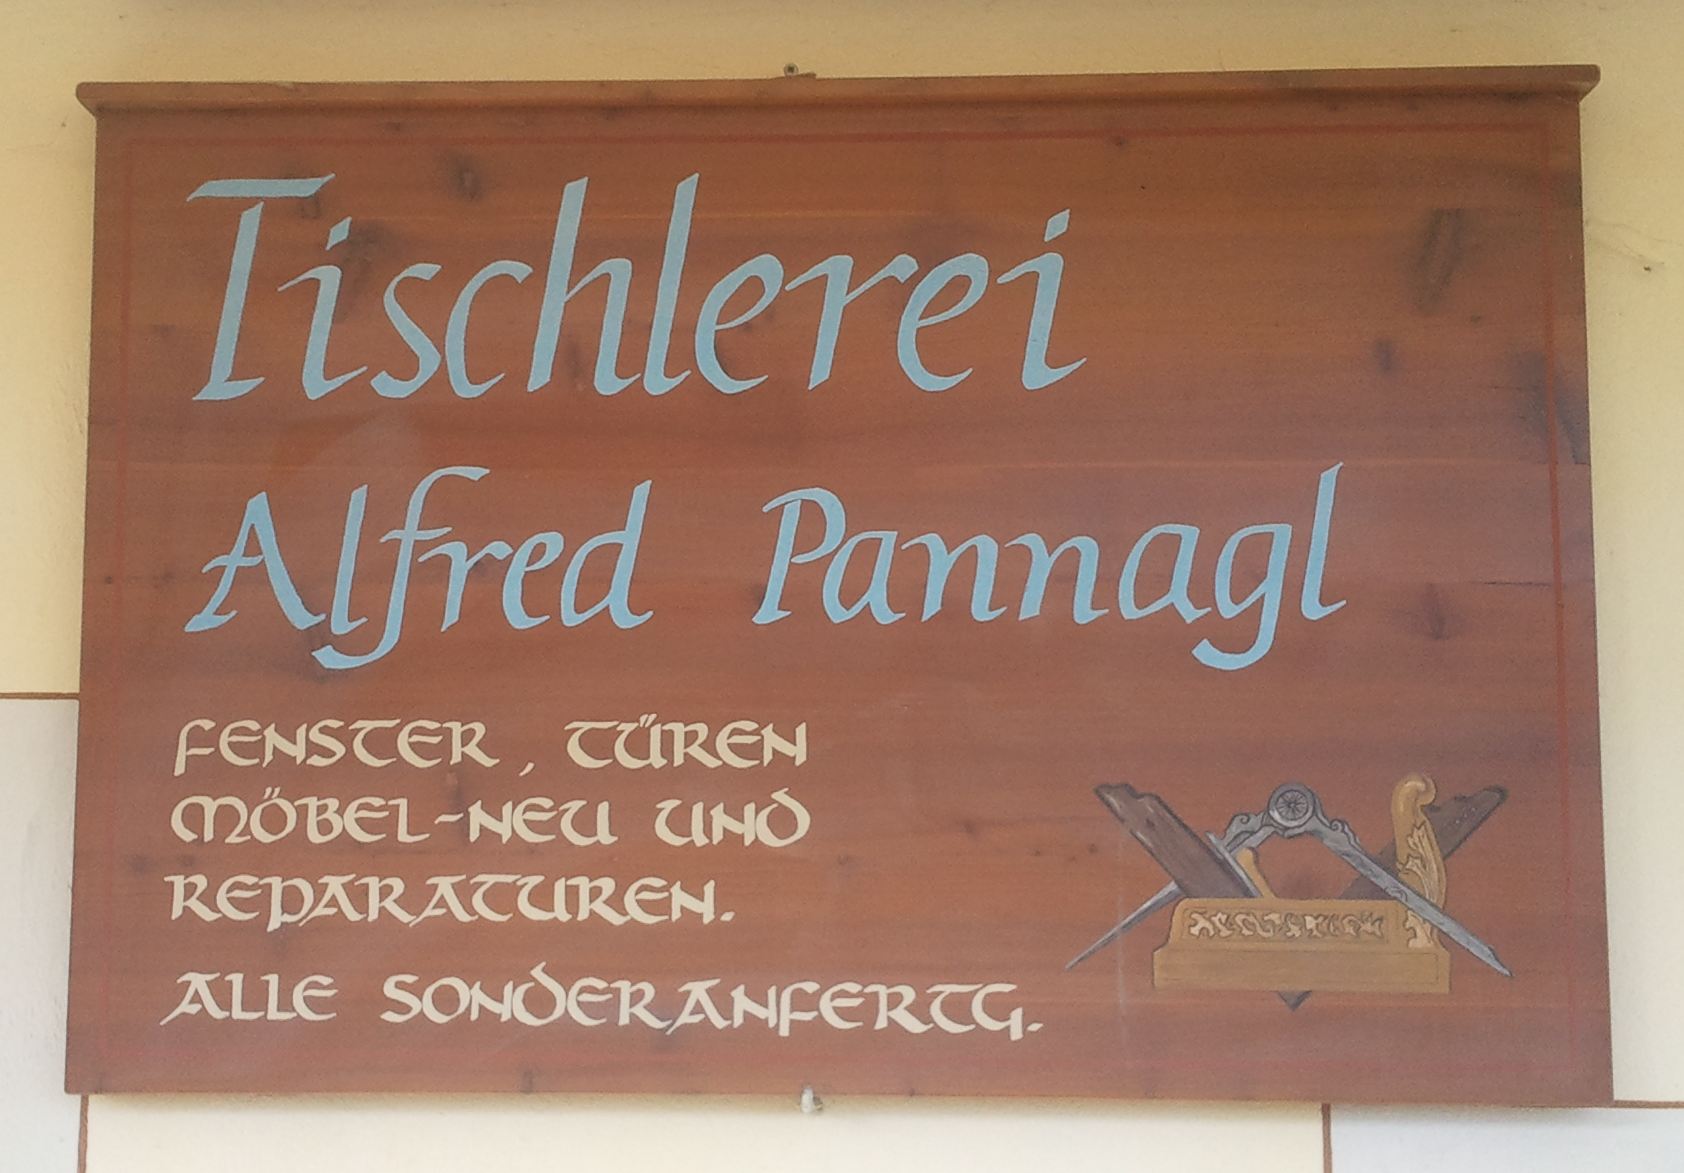 Tischlerei
Alfred Pannagl
FENSTER, TÜREN
MÖBEL-NEU UND
REPARATUREN.
ALLE SONDERANFERTG.